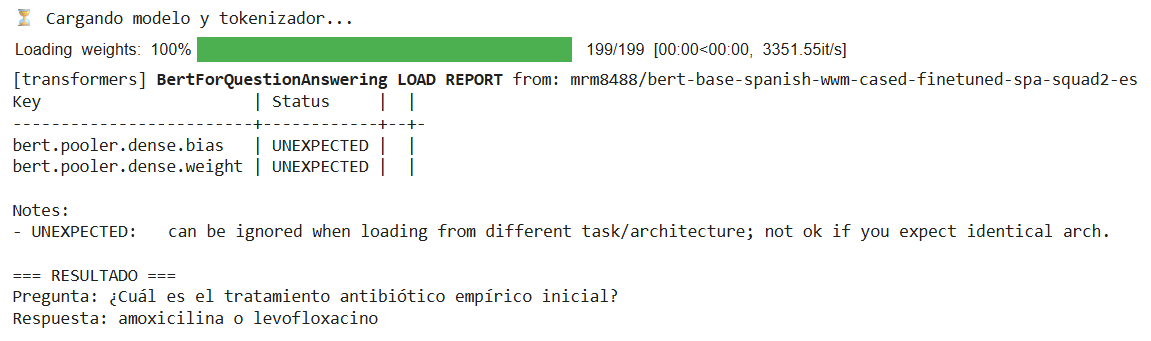 ⏳ Cargando modelo y tokenizador...
Loading weights: 100% 199/199 [00:00<00:00, 3351.55it/s]
[transformers] BertForQuestionAnswering LOAD REPORT from: mrm8488/bert-base-spanish-wwm-cased-finetuned-spa-squad2-es
Key                      | Status     |  |
-------------------------+------------+--+-
bert.pooler.dense.bias   | UNEXPECTED |  |
bert.pooler.dense.weight | UNEXPECTED |  |
Notes:
- UNEXPECTED:   can be ignored when loading from different task/architecture; not ok if you expect identical arch.
=== RESULTADO ===
Pregunta: ¿Cuál es el tratamiento antibiótico empírico inicial?
Respuesta: amoxicilina o levofloxacino